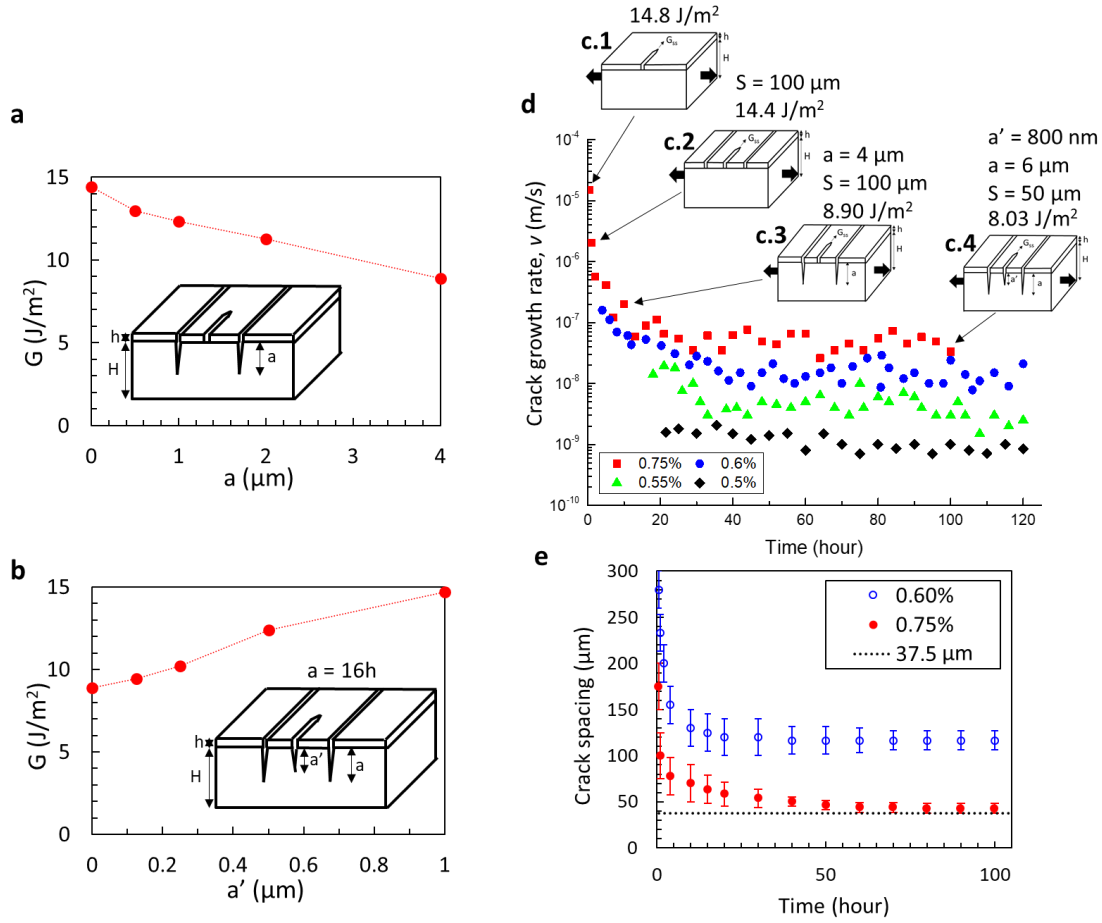 a
15
10
5
0
G (J/m²)
0
1
2
3
4
a (µm)
h
H
a
b
15
10
5
0
G (J/m²)
0
0.2
0.4
0.6
0.8
1
a’ (µm)
a = 16h
h
H
a’
a
14.8 J/m²
c.1
G_ss
h
H
S = 100 µm
14.4 J/m²
c.2
G_ss
h
H
a = 4 µm
S = 100 µm
8.90 J/m²
c.3
G_ss
h
H
a
a’ = 800 nm
a = 6 µm
S = 50 µm
8.03 J/m²
c.4
G_ss
h
H
a’
a
d
10⁻⁴
10⁻⁵
10⁻⁶
10⁻⁷
10⁻⁸
10⁻⁹
10⁻¹⁰
Crack growth rate, v (m/s)
0.75%
0.6%
0.55%
0.5%
0
20
40
60
80
100
120
Time (hour)
e
300
250
200
150
100
50
0
Crack spacing (µm)
0.60%
0.75%
37.5 µm
0
50
100
Time (hour)